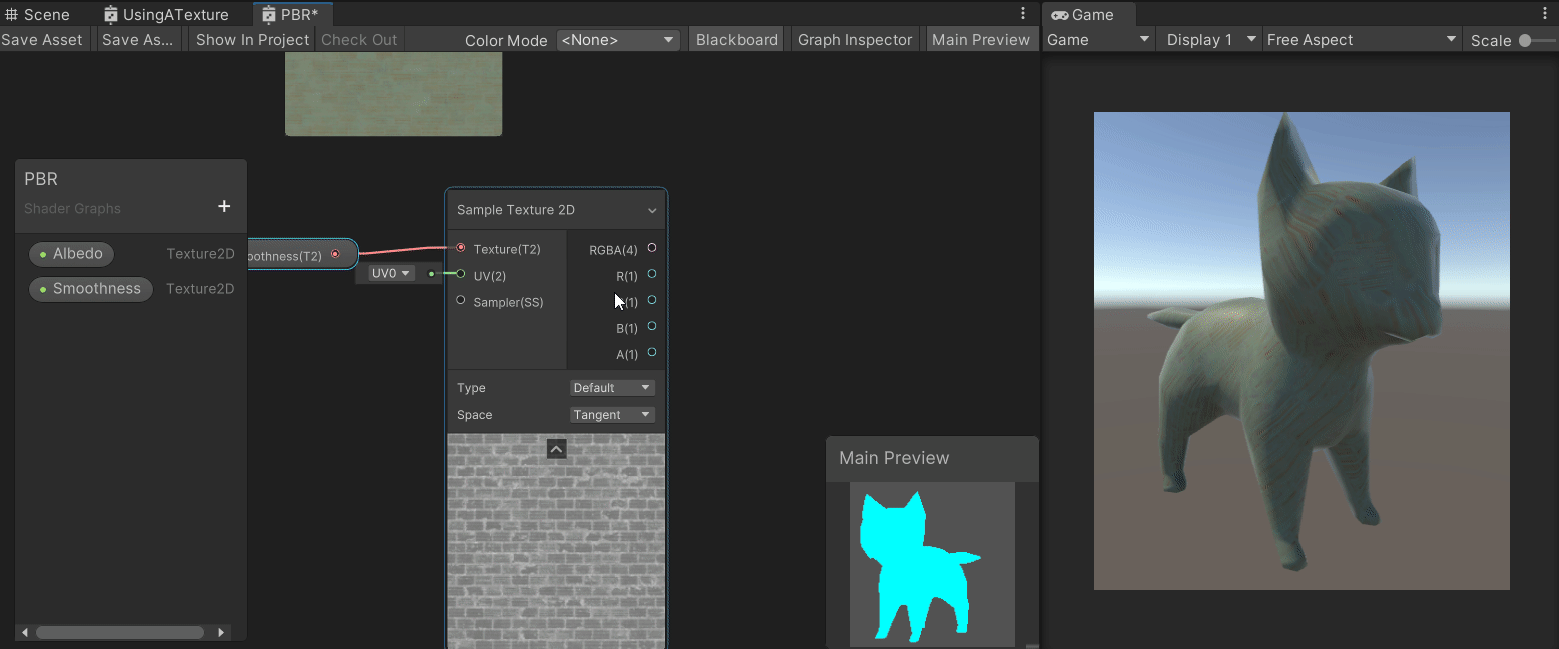 Scene UsingATexture PBR* Game
Save Asset Save As... Show In Project Check Out Color Mode <None> Blackboard Graph Inspector Main Preview Game Display 1 Free Aspect Scale
PBR
Shader Graphs +
Albedo Texture2D
Smoothness Texture2D
oothness(T2)
UV0
Sample Texture 2D
Texture(T2) RGBA(4)
UV(2) R(1)
Sampler(SS) (1)
B(1)
A(1)
Type Default
Space Tangent
Main Preview